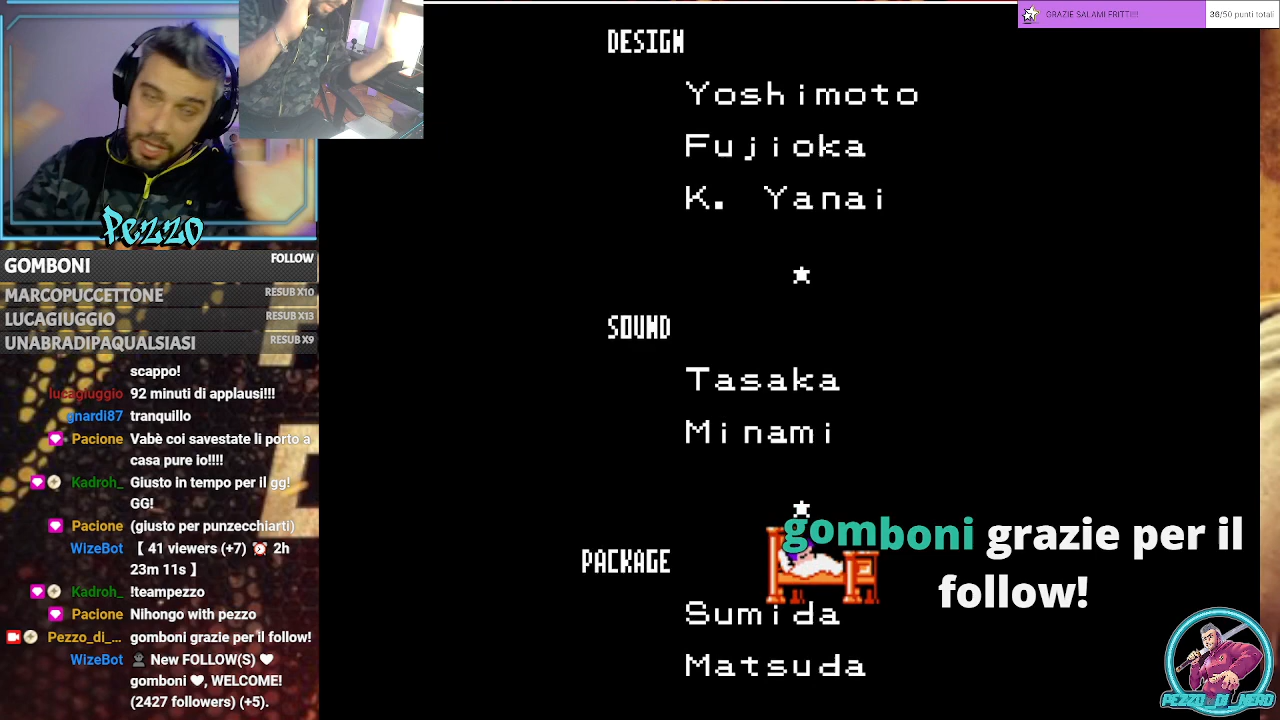 GRAZIE SALAMI FRITTI!!!
38/50 punti totali
Pezzo
GOMBONI FOLLOW
MARCOPUCCETTONE RESUB X10
LUCAGIUGGIO RESUB X13
UNABRADIPAQUALSIASI RESUB X9
scappo!
lucagiuggio 92 minuti di applausi!!!
gnardi87 tranquillo
Pacione Vabè coi savestate li porto a
casa pure io!!!!
Kadroh_ Giusto in tempo per il gg!
GG!
Pacione (giusto per punzecchiarti)
WizeBot 【 41 viewers (+7) ⏰ 2h
23m 11s 】
Kadroh_ !teampezzo
Pacione Nihongo with pezzo
Pezzo_di_... gomboni grazie per il follow!
WizeBot New FOLLOW(S) ♥
gomboni ♥, WELCOME!
(2427 followers) (+5).
DESIGN
Yoshimoto
Fujioka
K. Yanai
SOUND
Tasaka
Minami
PACKAGE
Sumida
Matsuda
gomboni grazie per il
follow!
PEZZO_DI_NERD